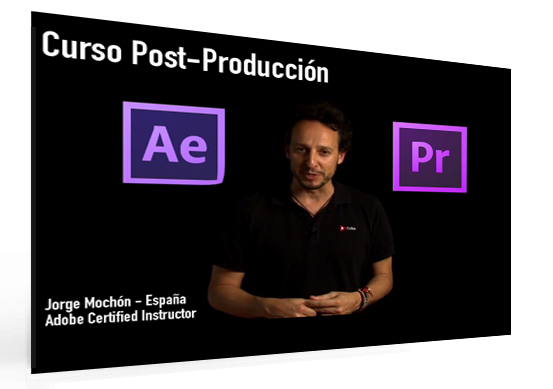 Curso Post-Producción
Ae
Pr
Jorge Mochón - España
Adobe Certified Instructor